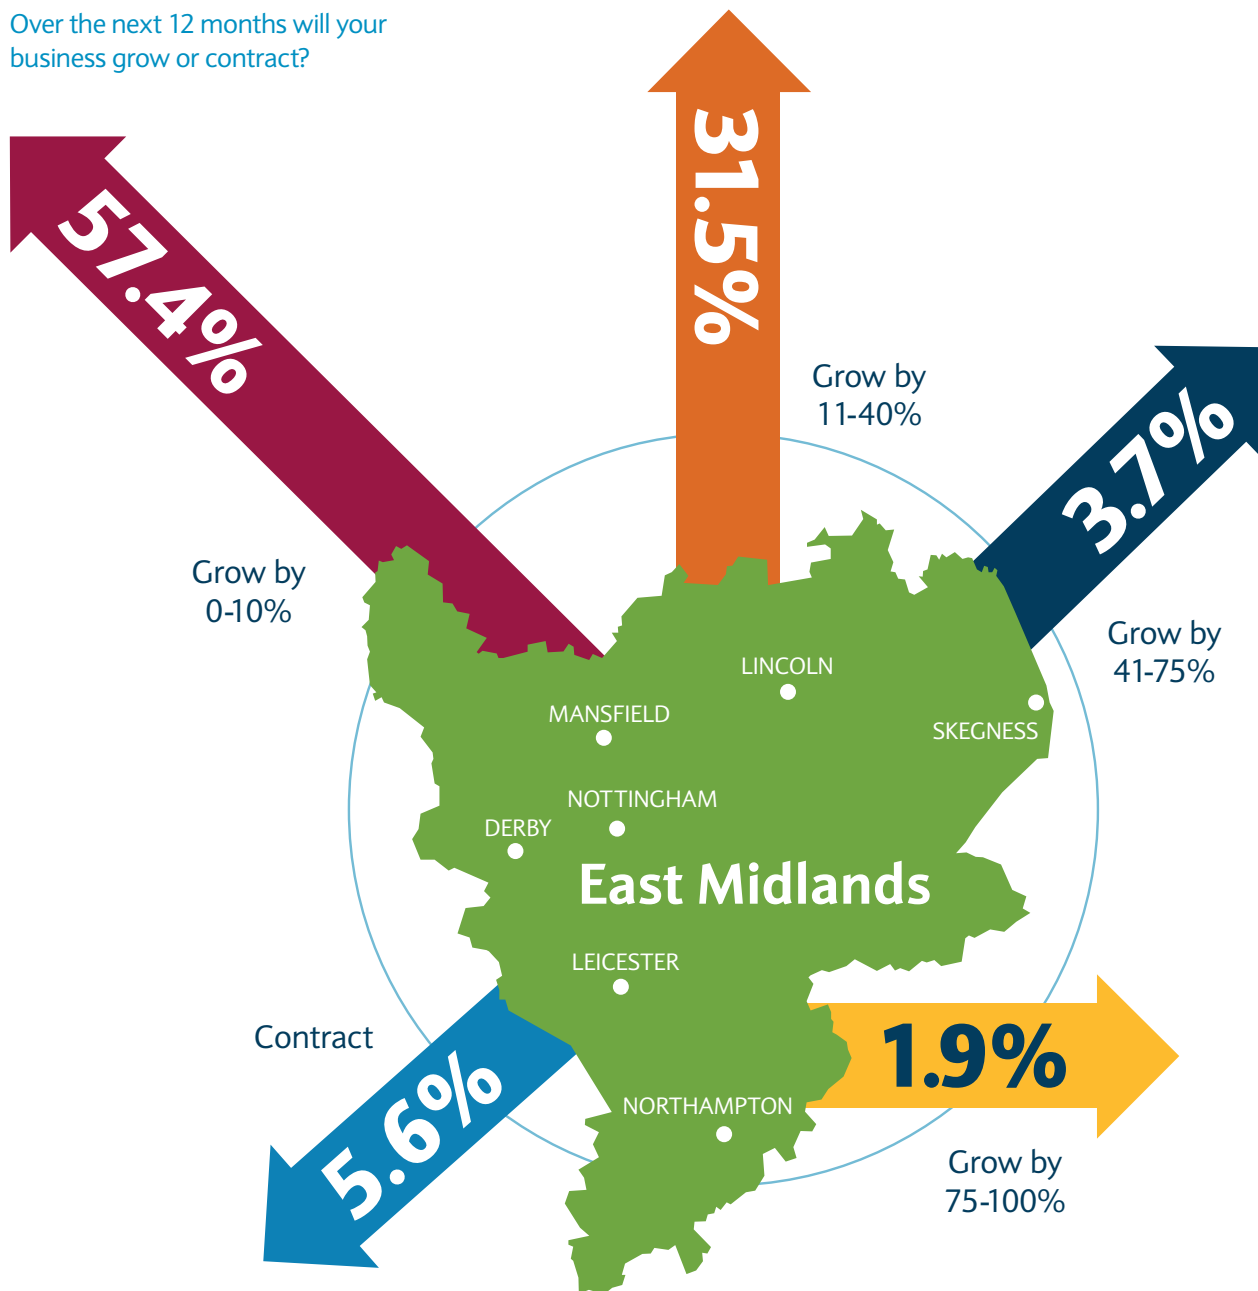 Over the next 12 months will your
business grow or contract?
57.4%
31.5%
Grow by
11-40%
3.7%
Grow by
0-10%
Grow by
41-75%
LINCOLN
MANSFIELD
SKEGNESS
NOTTINGHAM
DERBY
East Midlands
LEICESTER
Contract
1.9%
5.6%
NORTHAMPTON
Grow by
75-100%